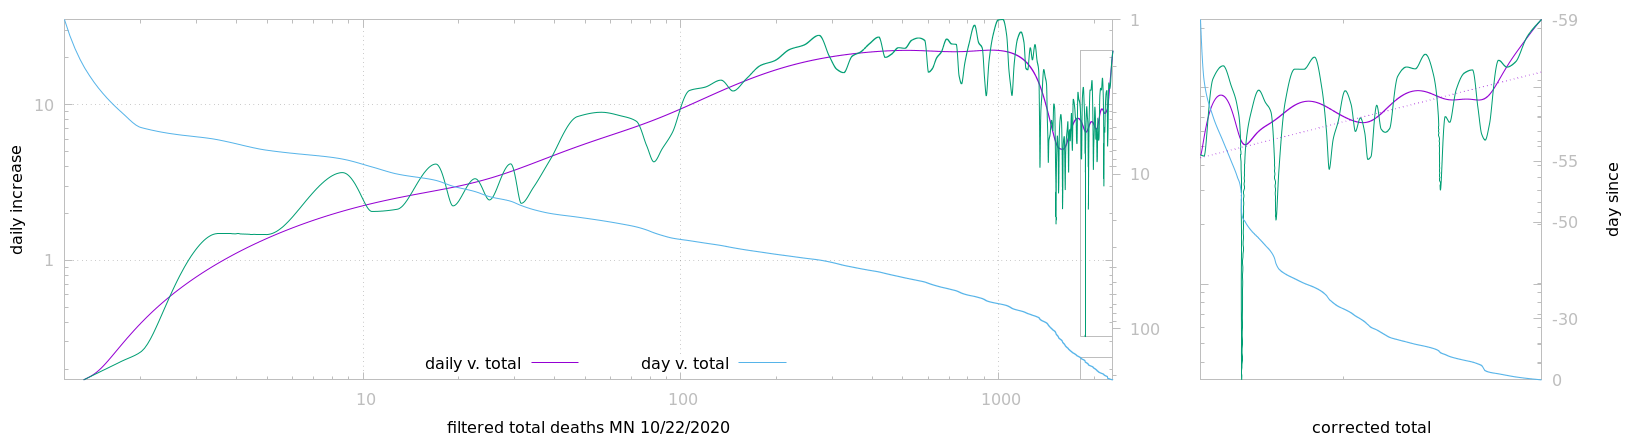 1
-59
10
10
-55
daily increase
day since
-50
1
-30
100
daily v. total
day v. total
0
10
100
1000
filtered total deaths MN 10/22/2020
corrected total